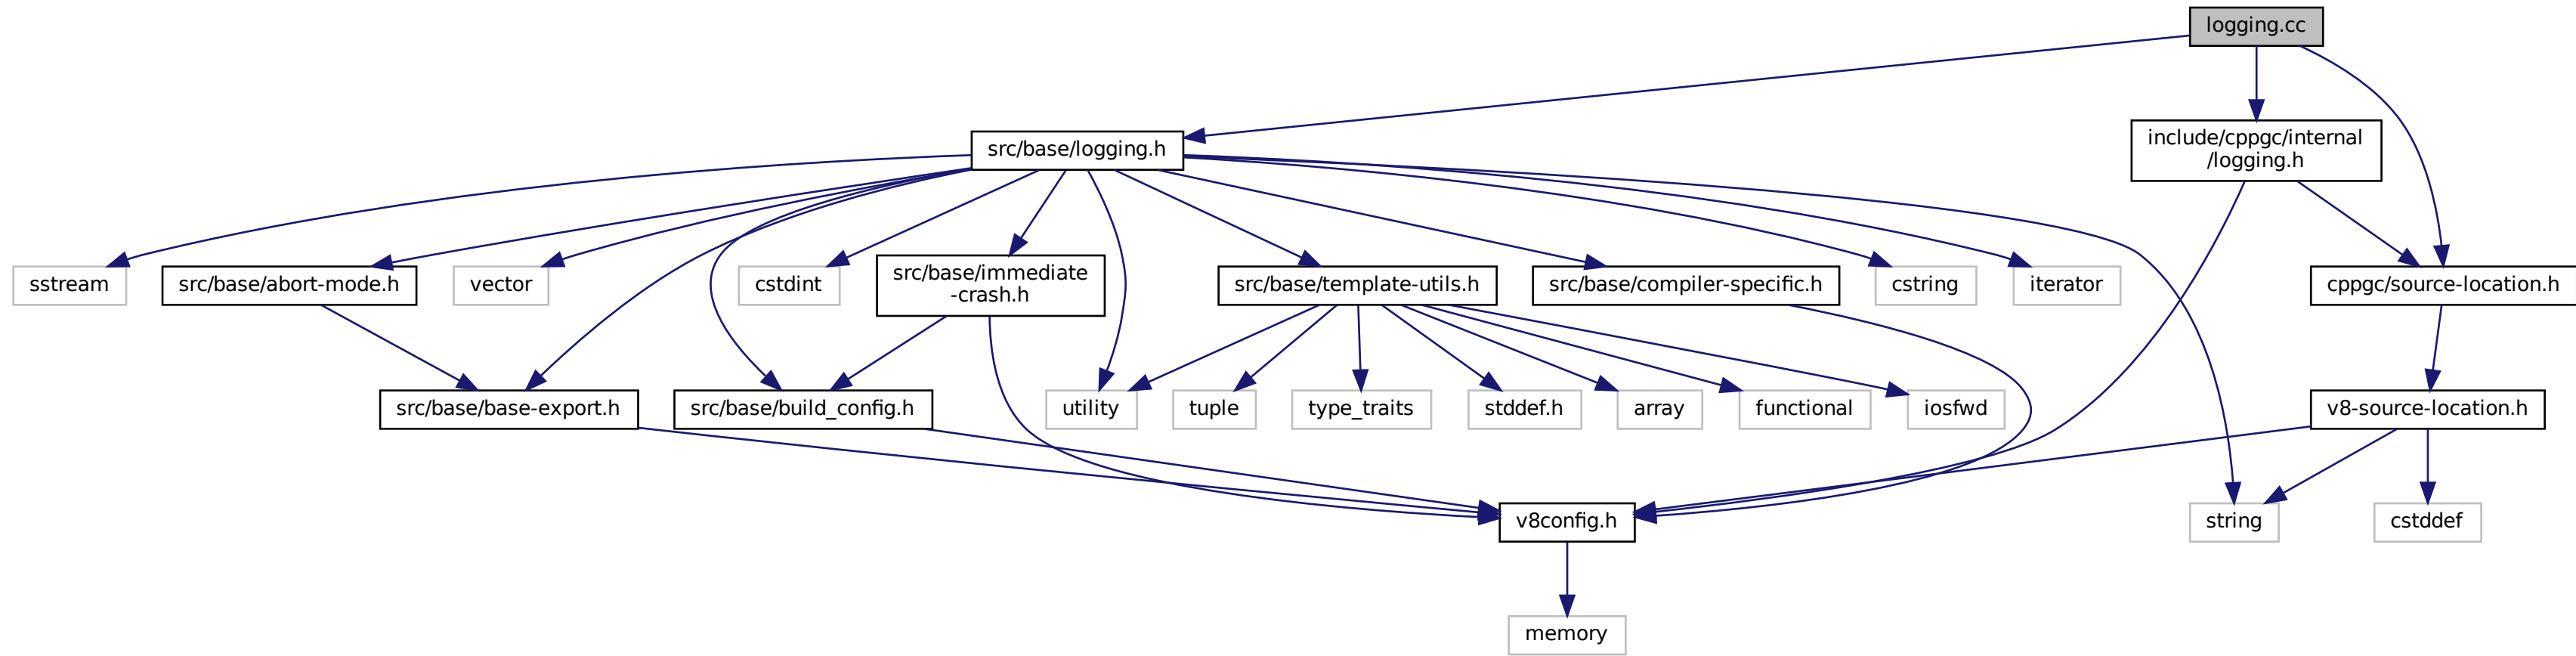 logging.cc
src/base/logging.h
include/cppgc/internal
/logging.h
sstream
src/base/abort-mode.h
vector
cstdint
src/base/immediate
-crash.h
src/base/template-utils.h
src/base/compiler-specific.h
cstring
iterator
cppgc/source-location.h
src/base/base-export.h
src/base/build_config.h
utility
tuple
type_traits
stddef.h
array
functional
iosfwd
v8-source-location.h
v8config.h
string
cstddef
memory